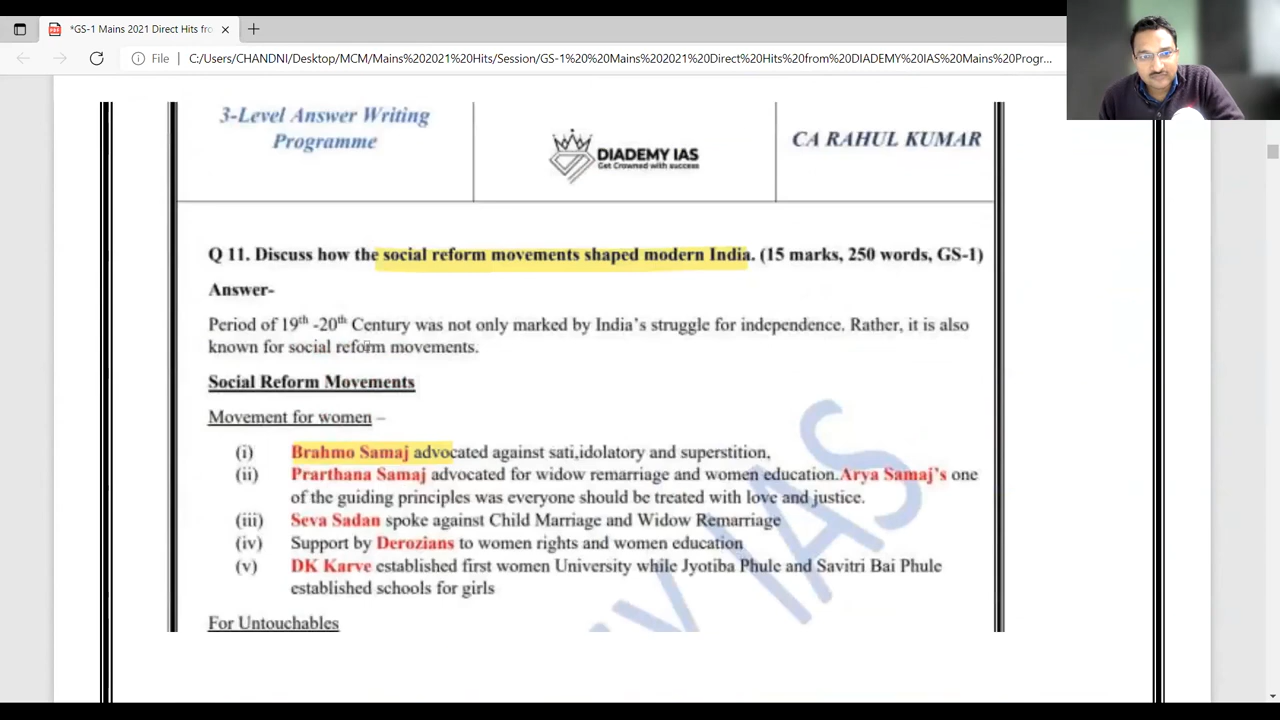 *GS-1 Mains 2021 Direct Hits fro
File
C:/Users/CHANDNI/Desktop/MCM/Mains%202021%20Hits/Session/GS-1%20%20Mains%202021%20Direct%20Hits%20from%20DIADEMY%20IAS%20Mains%20Progr...
3-Level Answer Writing
Programme
DIADEMY IAS
Get Crowned with success
CA RAHUL KUMAR
Q 11. Discuss how the social reform movements shaped modern India. (15 marks, 250 words, GS-1)
Answer-
Period of 19th -20th Century was not only marked by India's struggle for independence. Rather, it is also
known for social reform movements.
Social Reform Movements
Movement for women –
(i) Brahmo Samaj advocated against sati,idolatory and superstition,
(ii) Prarthana Samaj advocated for widow remarriage and women education.Arya Samaj's one
of the guiding principles was everyone should be treated with love and justice.
(iii) Seva Sadan spoke against Child Marriage and Widow Remarriage
(iv) Support by Derozians to women rights and women education
(v) DK Karve established first women University while Jyotiba Phule and Savitri Bai Phule
established schools for girls
For Untouchables
Y IAS